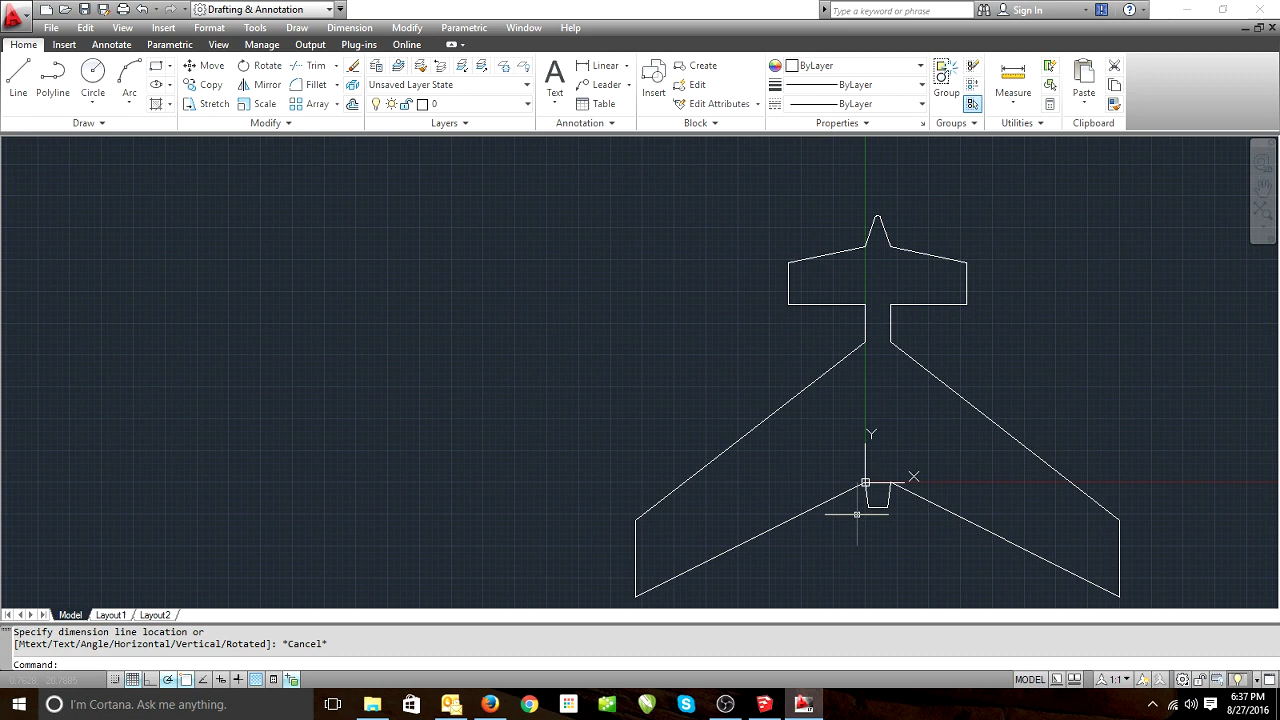 Drafting & Annotation
Type a keyword or phrase
Sign In
File Edit View Insert Format Tools Draw Dimension Modify Parametric Window Help
Home Insert Annotate Parametric View Manage Output Plug-ins Online
Line
Polyline
Circle
Arc
Draw
Move
Rotate
Trim
Copy
Mirror
Fillet
Stretch
Scale
Array
Modify
Unsaved Layer State
0
Layers
Text
Linear
Leader
Table
Annotation
Insert
Create
Edit
Edit Attributes
Block
ByLayer
ByLayer
ByLayer
Properties
Group
Groups
Measure
Utilities
Paste
Clipboard
Y
X
Model Layout1 Layout2
Specify dimension line location or
[Mtext/Text/Angle/Horizontal/Vertical/Rotated]: *Cancel*
Command:
MODEL
1:1
I'm Cortana. Ask me anything.
6:37 PM
8/27/2016